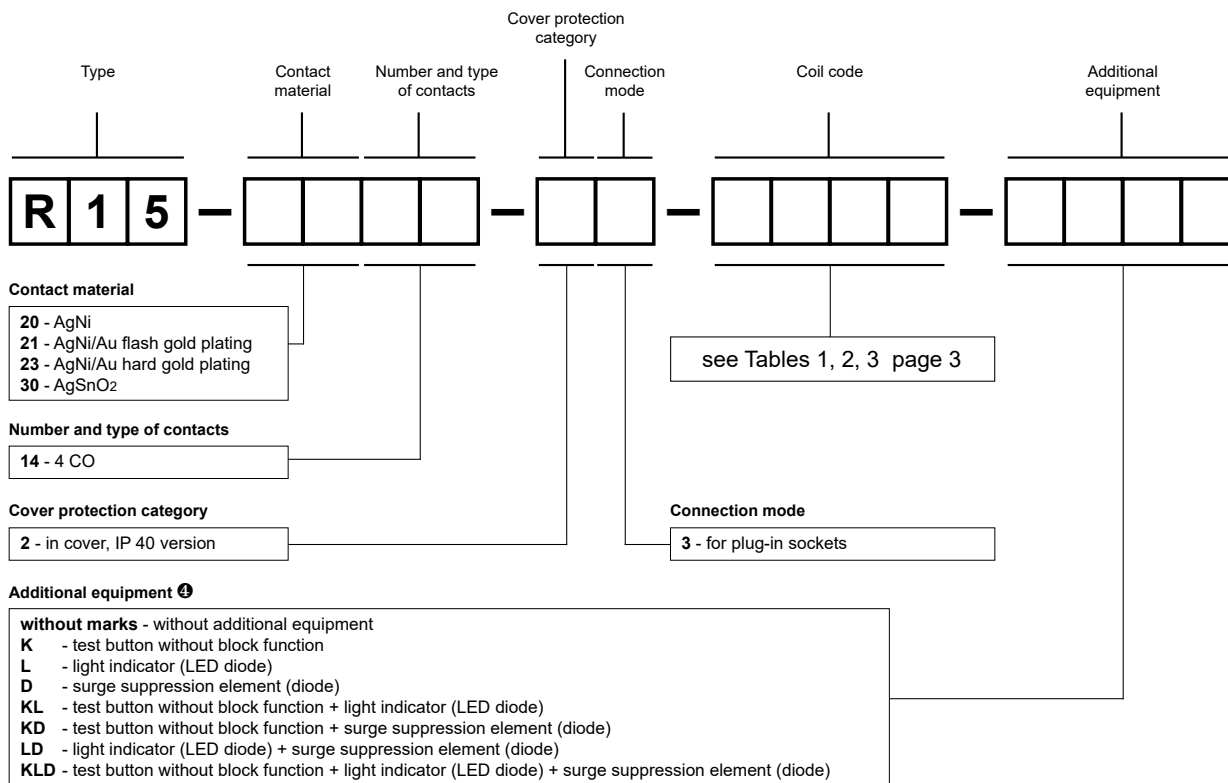 Cover protection
category
Type
Contact
material
Number and type
of contacts
Connection
mode
Coil code
Additional
equipment
R 1 5 – – – –
Contact material
20 - AgNi
21 - AgNi/Au flash gold plating
23 - AgNi/Au hard gold plating
30 - AgSnO2
see Tables 1, 2, 3 page 3
Number and type of contacts
14 - 4 CO
Cover protection category
2 - in cover, IP 40 version
Connection mode
3 - for plug-in sockets
Additional equipment ❹
without marks - without additional equipment
K - test button without block function
L - light indicator (LED diode)
D - surge suppression element (diode)
KL - test button without block function + light indicator (LED diode)
KD - test button without block function + surge suppression element (diode)
LD - light indicator (LED diode) + surge suppression element (diode)
KLD - test button without block function + light indicator (LED diode) + surge suppression element (diode)